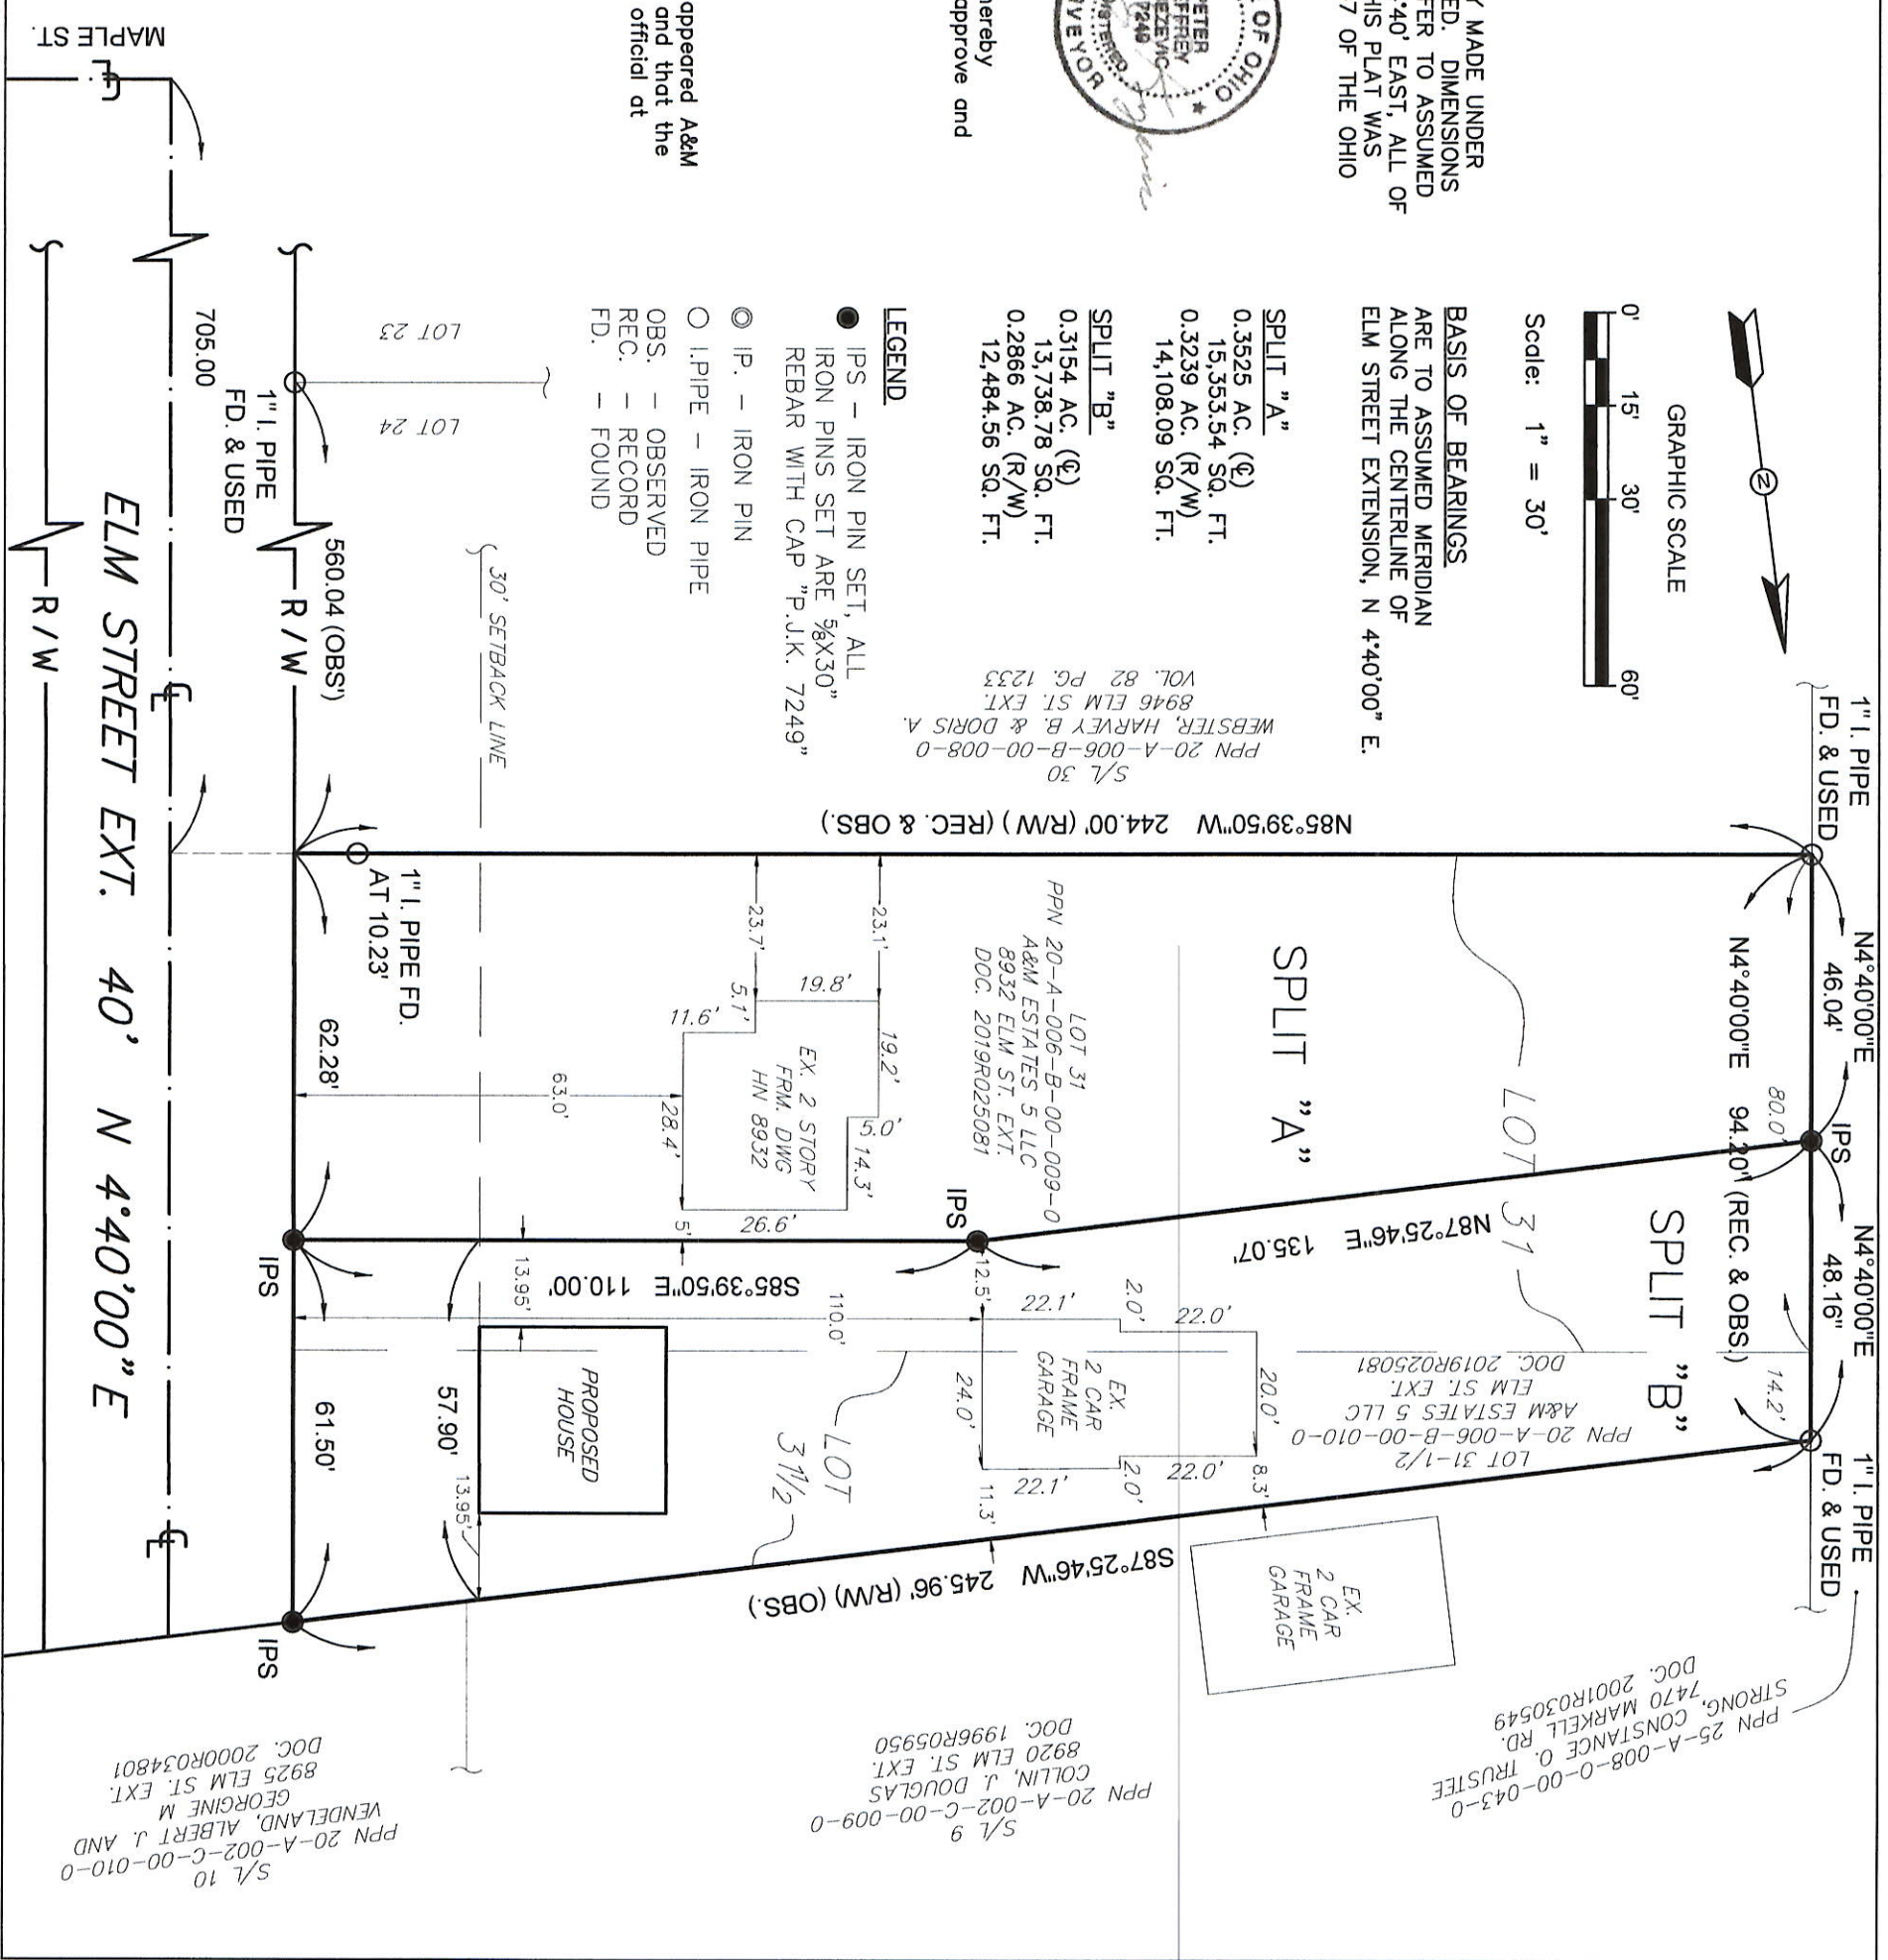 Y MADE UNDER
ED. DIMENSIONS
FER TO ASSUMED
°40' EAST, ALL OF
HIS PLAT WAS
7 OF THE OHIO
OF OHIO
PETER
7249
VEYOR
hereby
approve and
appeared A&M
and that the
official at
GRAPHIC SCALE
0' 15' 30' 60'
Scale: 1" = 30'
BASIS OF BEARINGS
ARE TO ASSUMED MERIDIAN
ALONG THE CENTERLINE OF
ELM STREET EXTENSION, N 4°40'00" E.
SPLIT "A"
0.3525 AC. (℄)
15,353.54 SQ. FT.
0.3239 AC. (R/W)
14,108.09 SQ. FT.
SPLIT "B"
0.3154 AC. (℄)
13,738.78 SQ. FT.
0.2866 AC. (R/W)
12,484.56 SQ. FT.
LEGEND
● IPS – IRON PIN SET, ALL
IRON PINS SET ARE 5/8X30"
REBAR WITH CAP "P.J.K. 7249"
◎ IP. – IRON PIN
○ I.PIPE – IRON PIPE
OBS. – OBSERVED
REC. – RECORD
FD. – FOUND
1" I. PIPE
FD. & USED
N4°40'00"E
46.04'
IPS
N4°40'00"E
48.16"
1" I. PIPE
FD. & USED
80.0'
14.2'
N4°40'00"E 94.20' (REC. & OBS.)
SPLIT "B"
SPLIT "A"
LOT 31
S/L 30
PPN 20-A-006-B-00-008-0
WEBSTER, HARVEY B. & DORIS A.
8946 ELM ST. EXT.
VOL. 82 PG. 1233
N85°39'50"W 244.00' (R/W) (REC. & OBS.)
LOT 31
PPN 20-A-006-B-00-009-0
A&M ESTATES 5 LLC
8932 ELM ST. EXT.
DOC. 2019R025081
N87°25'46"E 135.07'
IPS
LOT 31-1/2
PPN 20-A-006-B-00-010-0
A&M ESTATES 5 LLC
ELM ST. EXT.
DOC. 2019R025081
23.1'
23.7'
19.8'
19.2'
5.1'
11.6'
5.0'
14.3'
28.4'
26.6'
5'
63.0'
EX. 2 STORY
FRM. DWG
HN 8932
S85°39'50"E 110.00'
110.0'
12.5'
22.1'
2.0'
22.0'
20.0'
24.0'
22.1'
2.0'
22.0'
8.3'
11.3'
EX.
2 CAR
FRAME
GARAGE
EX.
2 CAR
FRAME
GARAGE
LOT
31½
13.95'
PROPOSED
HOUSE
57.90'
13.95'
S87°25'46"W 245.96' (R/W) (OBS.)
PPN 25-A-008-0-00-043-0
STRONG, CONSTANCE O. TRUSTEE
7470 MARKELL RD.
DOC. 2001R030549
S/L 9
PPN 20-A-002-C-00-009-0
COLLIN, J. DOUGLAS
8920 ELM ST. EXT.
DOC. 1996R05950
S/L 10
PPN 20-A-002-C-00-010-0
VENDELAND, ALBERT J. AND
GEORGINE M
8925 ELM ST. EXT.
DOC. 2000R034801
30' SETBACK LINE
1" I. PIPE FD.
AT 10.23'
560.04 (OBS')
R/W
62.28'
IPS
61.50'
IPS
LOT 23
LOT 24
1" I. PIPE
FD. & USED
705.00
ELM STREET EXT. 40' N 4°40'00"E
℄
℄
℄
R/W
MAPLE ST.